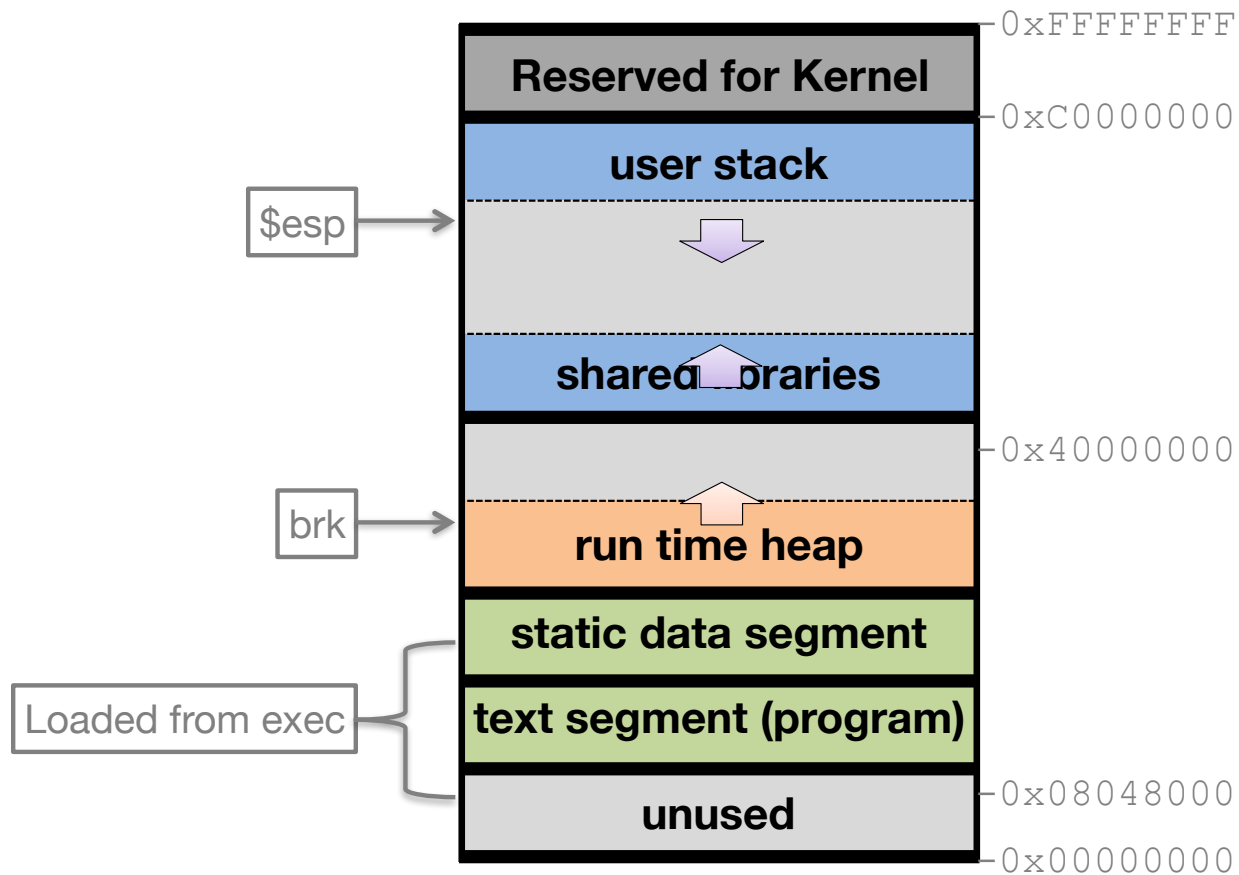 0xFFFFFFFF
Reserved for Kernel
0xC0000000
user stack
$esp
shared libraries
0x40000000
brk
run time heap
static data segment
Loaded from exec
text segment (program)
0x08048000
unused
0x00000000